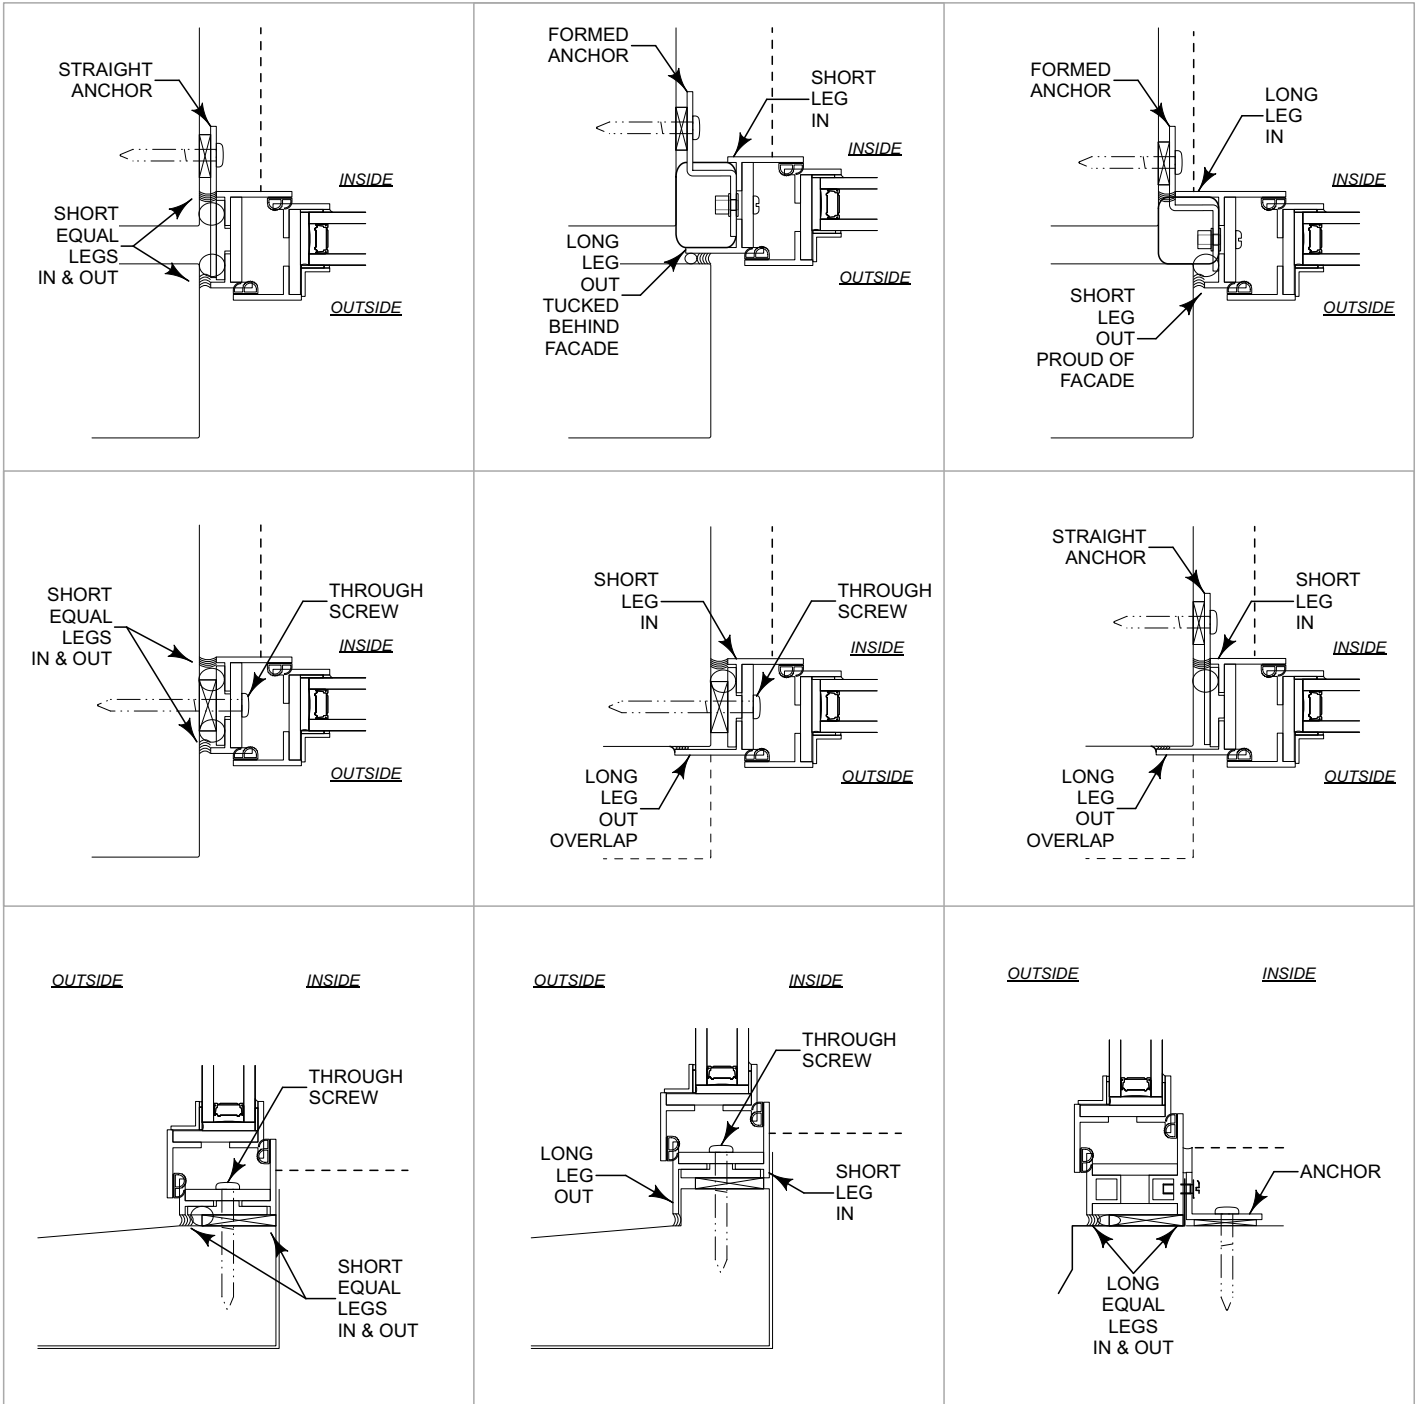 STRAIGHT
ANCHOR
INSIDE
SHORT
EQUAL
LEGS
IN & OUT
OUTSIDE
FORMED
ANCHOR
SHORT
LEG
IN
INSIDE
LONG
LEG
OUT
TUCKED
BEHIND
FACADE
OUTSIDE
FORMED
ANCHOR
LONG
LEG
IN
INSIDE
SHORT
LEG
OUT
PROUD OF
FACADE
OUTSIDE
SHORT
EQUAL
LEGS
IN & OUT
THROUGH
SCREW
INSIDE
OUTSIDE
SHORT
LEG
IN
THROUGH
SCREW
INSIDE
LONG
LEG
OUT
OVERLAP
OUTSIDE
STRAIGHT
ANCHOR
SHORT
LEG
IN
INSIDE
LONG
LEG
OUT
OVERLAP
OUTSIDE
OUTSIDE
INSIDE
THROUGH
SCREW
SHORT
EQUAL
LEGS
IN & OUT
OUTSIDE
INSIDE
THROUGH
SCREW
LONG
LEG
OUT
SHORT
LEG
IN
OUTSIDE
INSIDE
ANCHOR
LONG
EQUAL
LEGS
IN & OUT